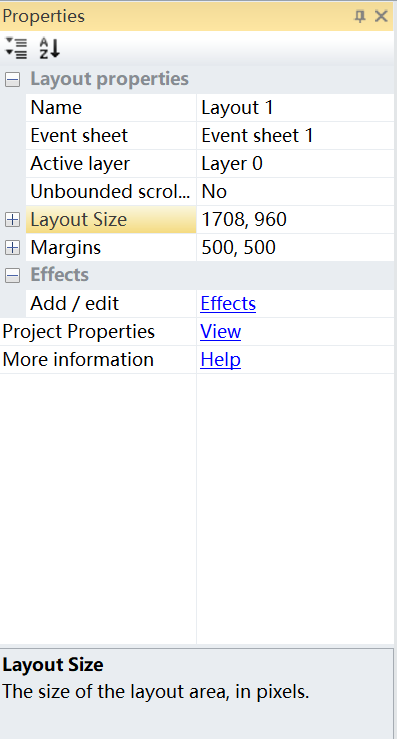 Properties
Layout properties
Name Layout 1
Event sheet Event sheet 1
Active layer Layer 0
Unbounded scrol... No
Layout Size 1708, 960
Margins 500, 500
Effects
Add / edit Effects
Project Properties View
More information Help
Layout Size
The size of the layout area, in pixels.